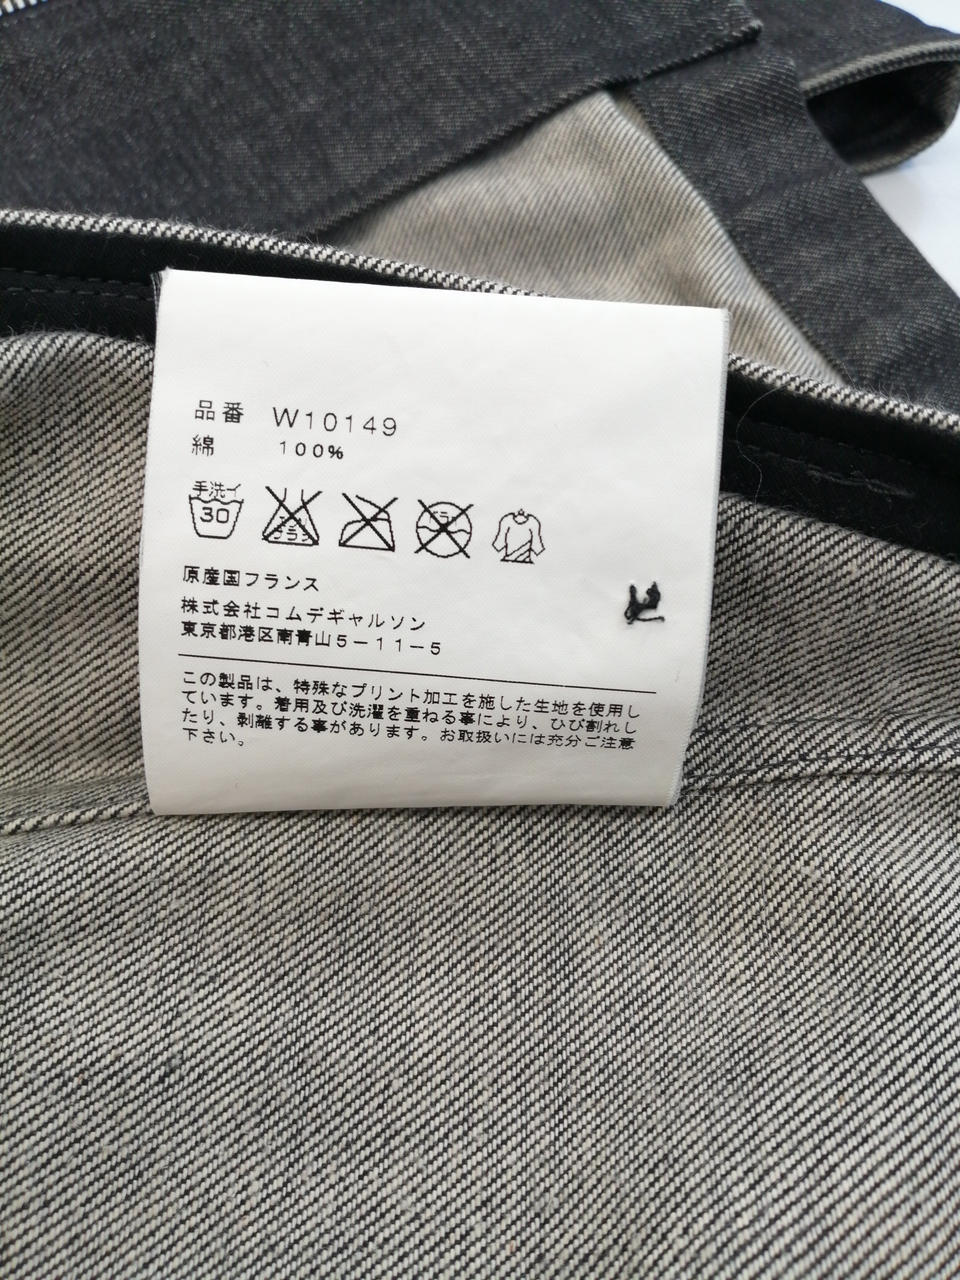 品番 W10149
綿 100%
手洗イ
30
原産国フランス
株式会社コムデギャルソン
東京都港区南青山5-11-5
この製品は、特殊なプリント加工を施した生地を使用し
ています。着用及び洗濯を重ねる事により、ひび割れし
たり、剥離する事があります。お取扱いには充分ご注意
下さい。